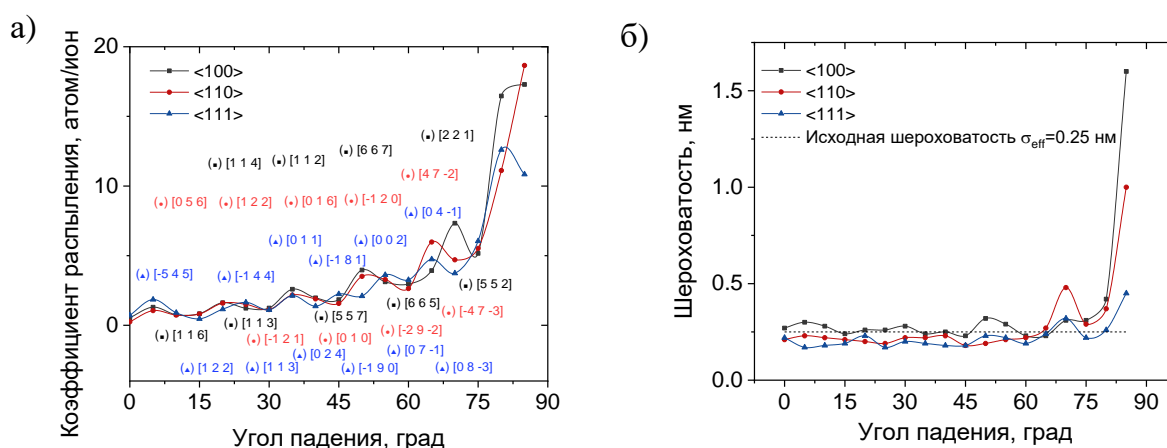 а)
Коэффициент распыления, атом/ион
20
10
0
<100>
<110>
<111>
(■) [2 2 1]
(■) [6 6 7]
(■) [1 1 4]
(■) [1 1 2]
(●) [4 7 -2]
(●) [0 5 6]
(●) [1 2 2]
(●) [0 1 6]
(●) [-1 2 0]
(▲) [0 4 -1]
(▲) [0 1 1]
(▲) [0 0 2]
(▲) [-5 4 5]
(▲) [-1 4 4]
(▲) [-1 8 1]
(■) [5 5 2]
(■) [6 6 5]
(■) [1 1 6]
(■) [1 1 3]
(■) [5 5 7]
(●) [-4 7 -3]
(●) [-1 2 1]
(●) [0 1 0]
(●) [-2 9 -2]
(▲) [0 2 4]
(▲) [0 7 -1]
(▲) [1 2 2]
(▲) [1 1 3]
(▲) [-1 9 0]
(▲) [0 8 -3]
0 15 30 45 60 75 90
Угол падения, град
б)
Шероховатость, нм
1.5
1.0
0.5
0.0
<100>
<110>
<111>
Исходная шероховатость σeff=0.25 нм
0 15 30 45 60 75 90
Угол падения, град